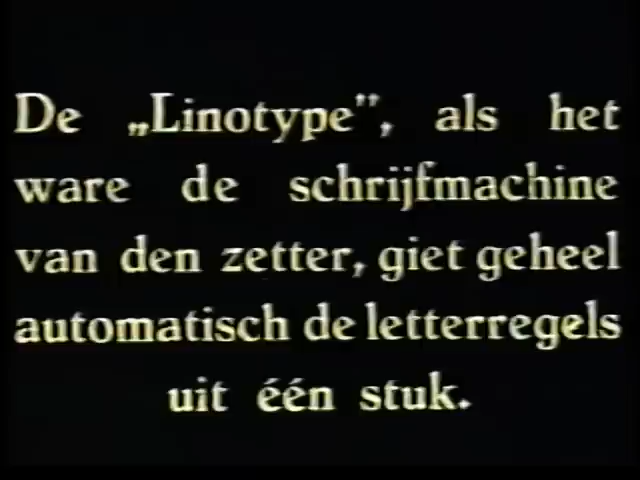 De „Linotype", als het
ware de schrijfmachine
van den zetter, giet geheel
automatisch de letterregels
uit één stuk.